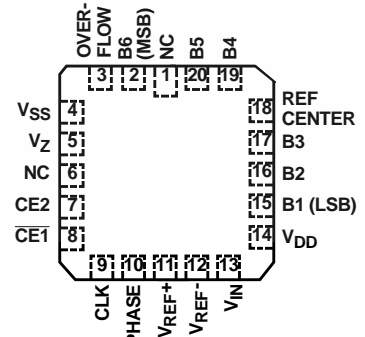 OVER-
FLOW
B6
(MSB)
NC
B5
B4
3
2
1
20
19
VSS
4
VZ
5
NC
6
CE2
7
CE1
8
18
REF
CENTER
17
B3
16
B2
15
B1 (LSB)
14
VDD
9
10
11
12
13
CLK
PHASE
VREF+
VREF-
VIN